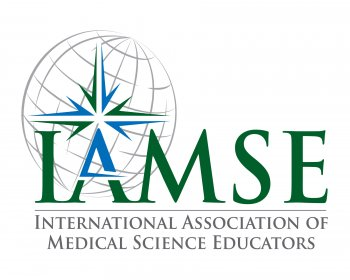 IAMSE
INTERNATIONAL ASSOCIATION OF
MEDICAL SCIENCE EDUCATORS